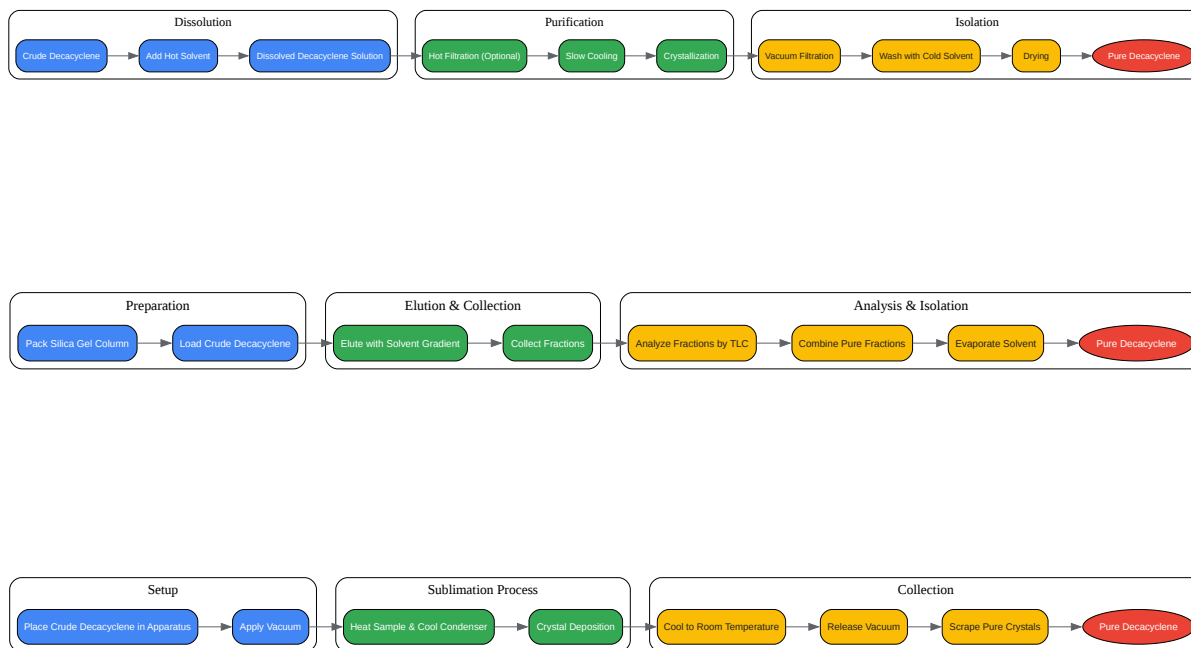 Dissolution
Purification
Isolation
Crude Decacyclene
Add Hot Solvent
Dissolved Decacyclene Solution
Hot Filtration (Optional)
Slow Cooling
Crystallization
Vacuum Filtration
Wash with Cold Solvent
Drying
Pure Decacyclene
Preparation
Elution & Collection
Analysis & Isolation
Pack Silica Gel Column
Load Crude Decacyclene
Elute with Solvent Gradient
Collect Fractions
Analyze Fractions by TLC
Combine Pure Fractions
Evaporate Solvent
Pure Decacyclene
Setup
Sublimation Process
Collection
Place Crude Decacyclene in Apparatus
Apply Vacuum
Heat Sample & Cool Condenser
Crystal Deposition
Cool to Room Temperature
Release Vacuum
Scrape Pure Crystals
Pure Decacyclene